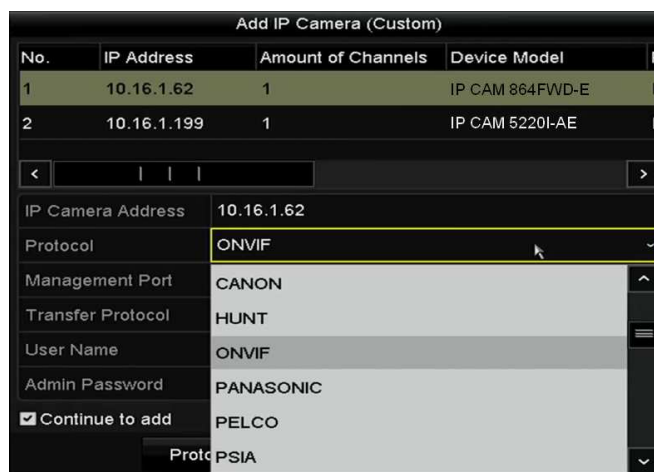 Add IP Camera (Custom)
No. IP Address Amount of Channels Device Model
1 10.16.1.62 1 IP CAM 864FWD-E
2 10.16.1.199 1 IP CAM 5220I-AE
IP Camera Address 10.16.1.62
Protocol ONVIF
Management Port CANON
Transfer Protocol HUNT
User Name ONVIF
Admin Password PANASONIC
Continue to add PELCO
Proto PSIA